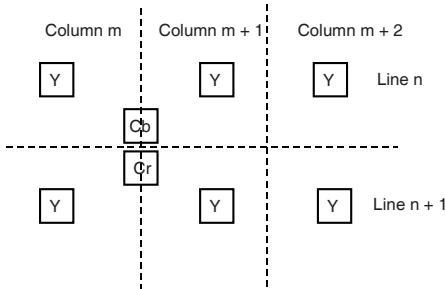 Column m Column m + 1 Column m + 2
Y Y Y Line n
Cb
Cr
Y Y Y Line n + 1